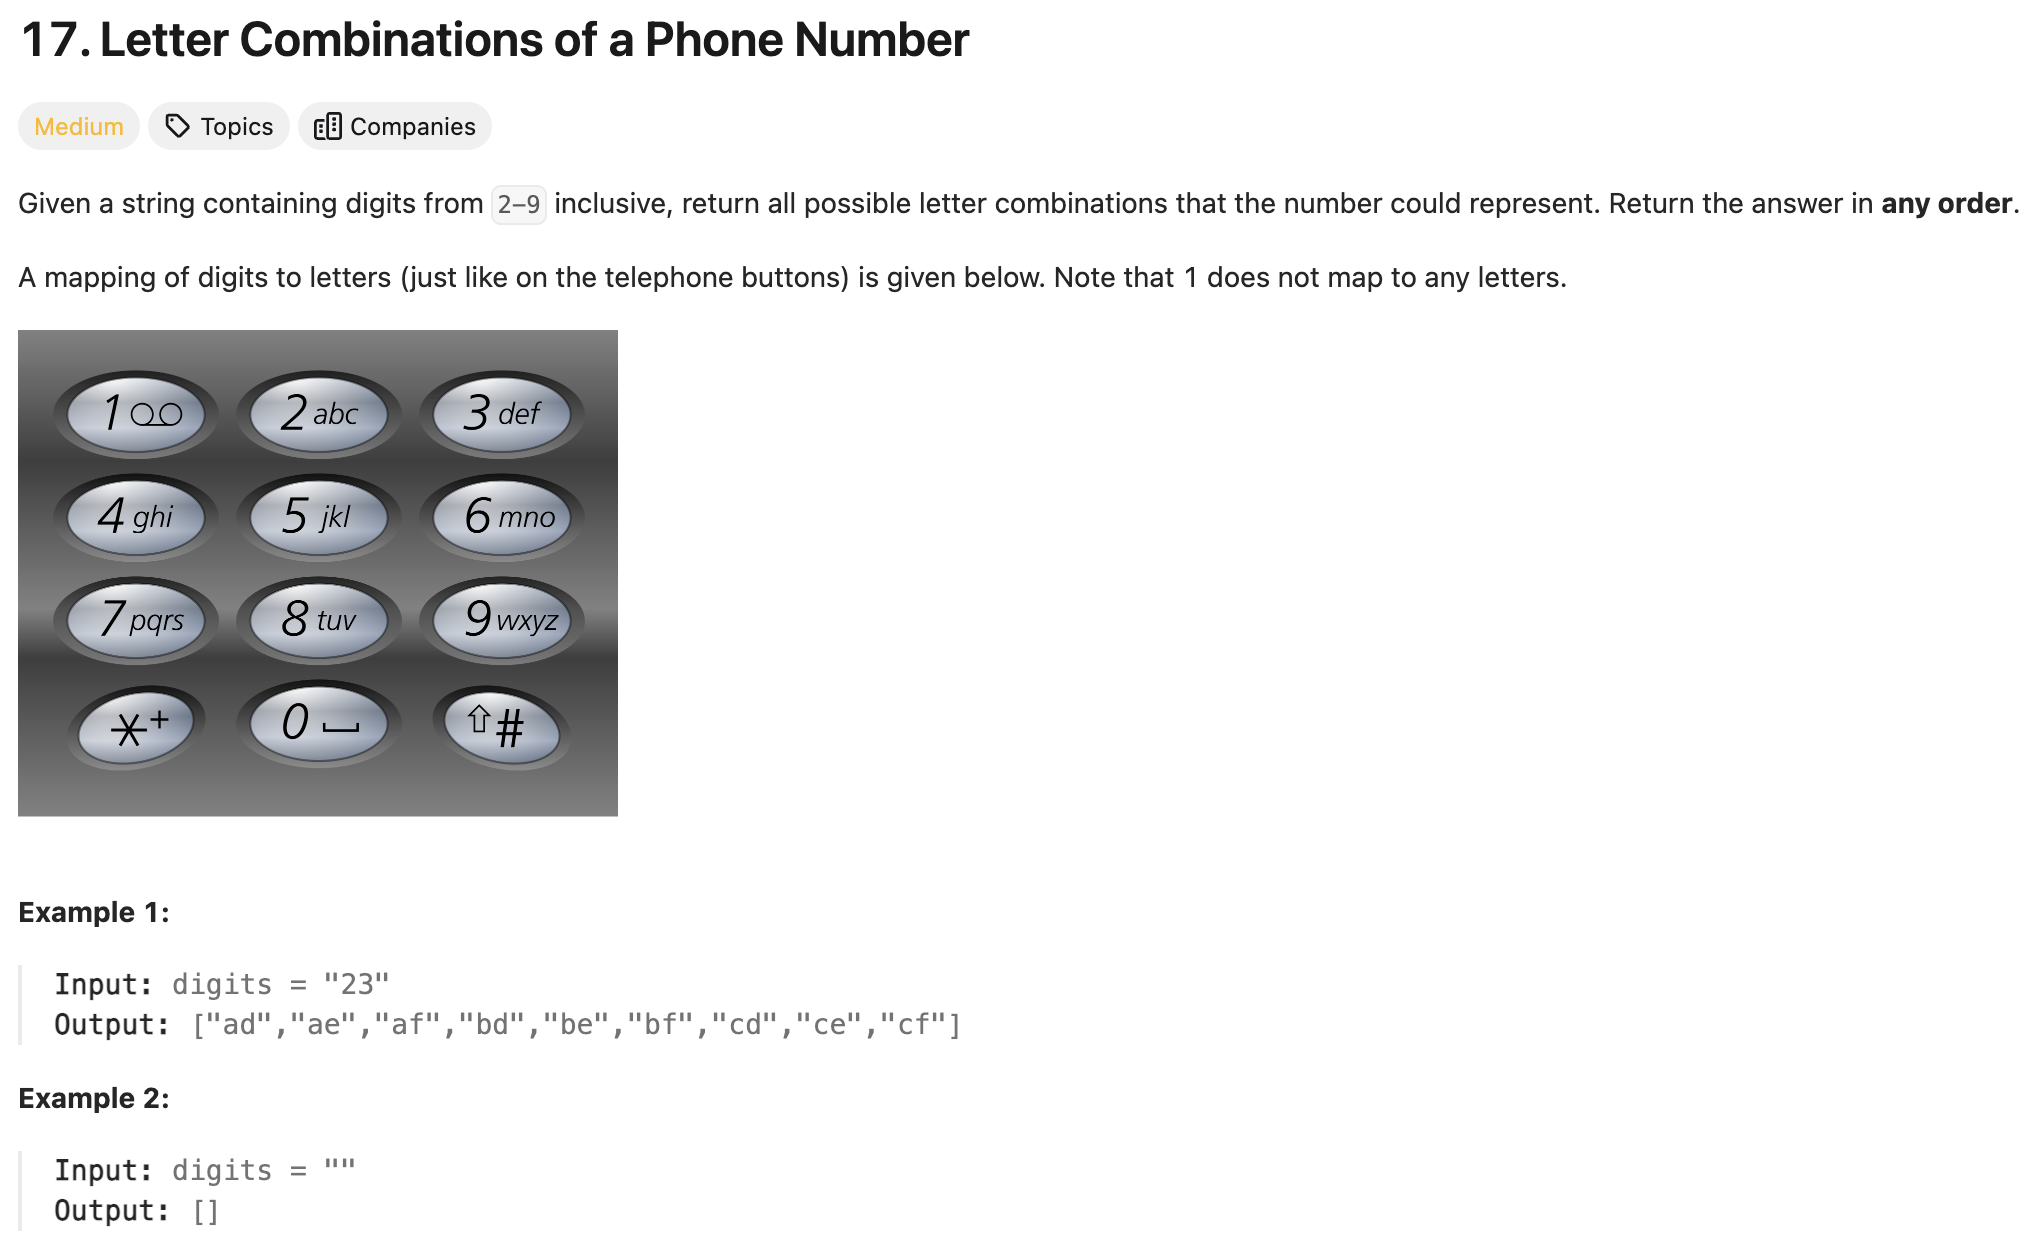 17. Letter Combinations of a Phone Number
Medium Topics Companies
Given a string containing digits from 2-9 inclusive, return all possible letter combinations that the number could represent. Return the answer in any order.
A mapping of digits to letters (just like on the telephone buttons) is given below. Note that 1 does not map to any letters.
1 2 abc 3 def
4 ghi 5 jkl 6 mno
7 pqrs 8 tuv 9 wxyz
*+ 0 #
Example 1:
Input: digits = "23"
Output: ["ad","ae","af","bd","be","bf","cd","ce","cf"]
Example 2:
Input: digits = ""
Output: []